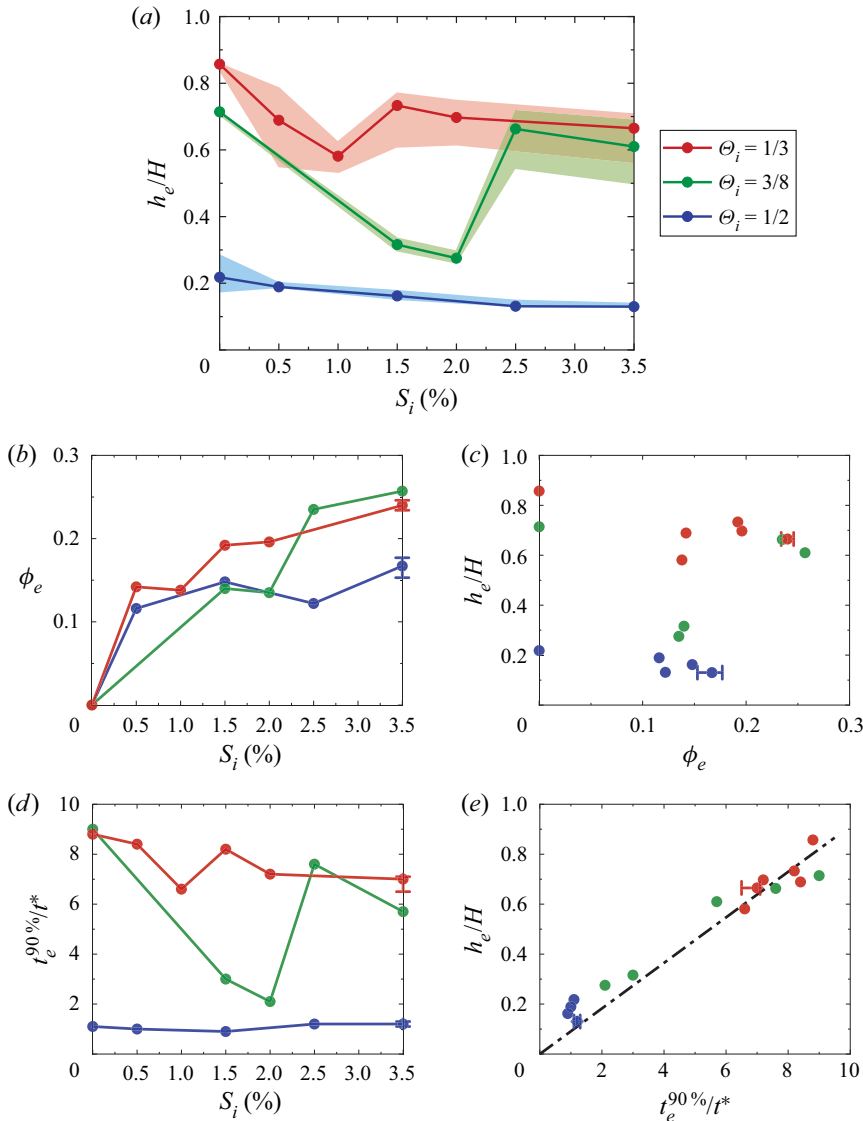 (a)
1.0
0.8
0.6
0.4
0.2
0
h_e/H
0.5 1.0 1.5 2.0 2.5 3.0 3.5
S_i (%)
Θ_i = 1/3
Θ_i = 3/8
Θ_i = 1/2
(b)
0.3
0.2
0.1
0
ϕ_e
0.5 1.0 1.5 2.0 2.5 3.0 3.5
S_i (%)
(c)
1.0
0.8
0.6
0.4
0.2
0
h_e/H
0.1 0.2 0.3
ϕ_e
(d)
10
8
6
4
2
0
t_e^90 %/t*
0.5 1.0 1.5 2.0 2.5 3.0 3.5
S_i (%)
(e)
1.0
0.8
0.6
0.4
0.2
0
h_e/H
2 4 6 8 10
t_e^90 %/t*